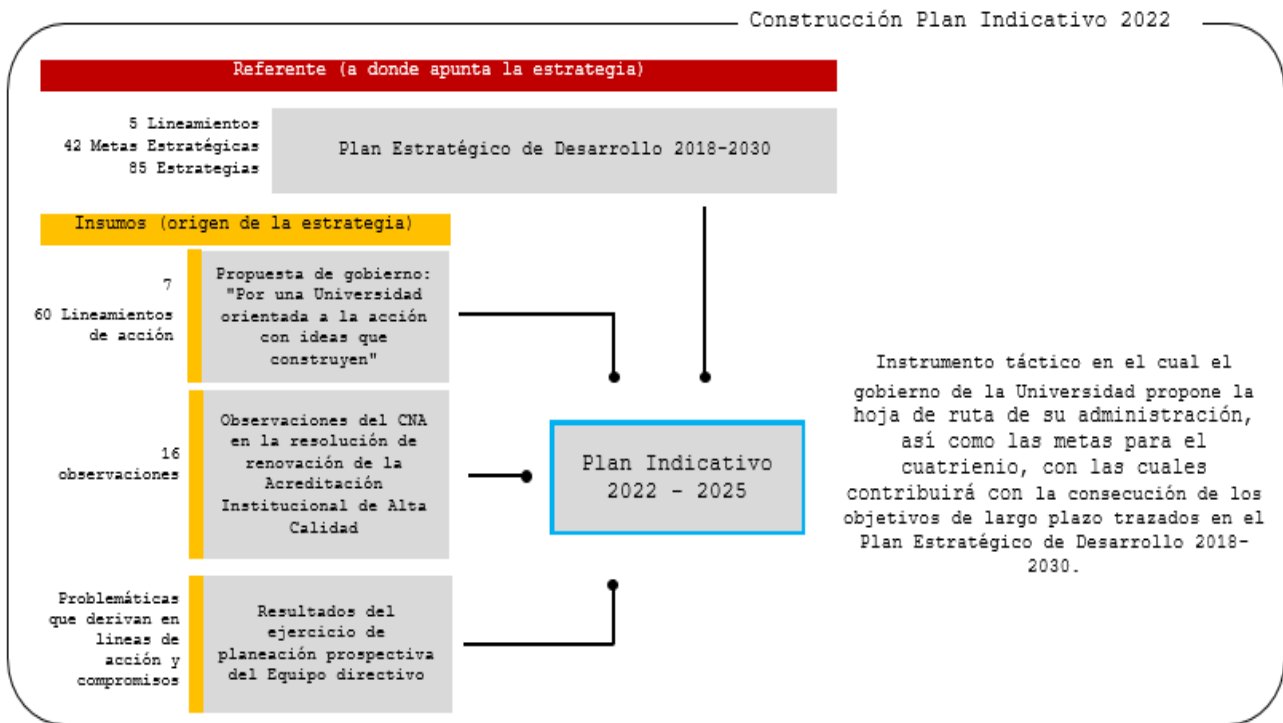 Construcción Plan Indicativo 2022
Referente (a donde apunta la estrategia)
5 Lineamientos
42 Metas Estratégicas
85 Estrategias
Plan Estratégico de Desarrollo 2018-2030
Insumos (origen de la estrategia)
7
60 Lineamientos
de acción
Propuesta de gobierno:
"Por una Universidad
orientada a la acción
con ideas que
construyen"
16
observaciones
Observaciones del CNA
en la resolución de
renovación de la
Acreditación
Institucional de Alta
Calidad
Problemáticas
que derivan en
lineas de
acción y
compromisos
Resultados del
ejercicio de
planeación prospectiva
del Equipo directivo
Plan Indicativo
2022 - 2025
Instrumento táctico en el cual el
gobierno de la Universidad propone la
hoja de ruta de su administración,
así como las metas para el
cuatrienio, con las cuales
contribuirá con la consecución de los
objetivos de largo plazo trazados en el
Plan Estratégico de Desarrollo 2018-
2030.